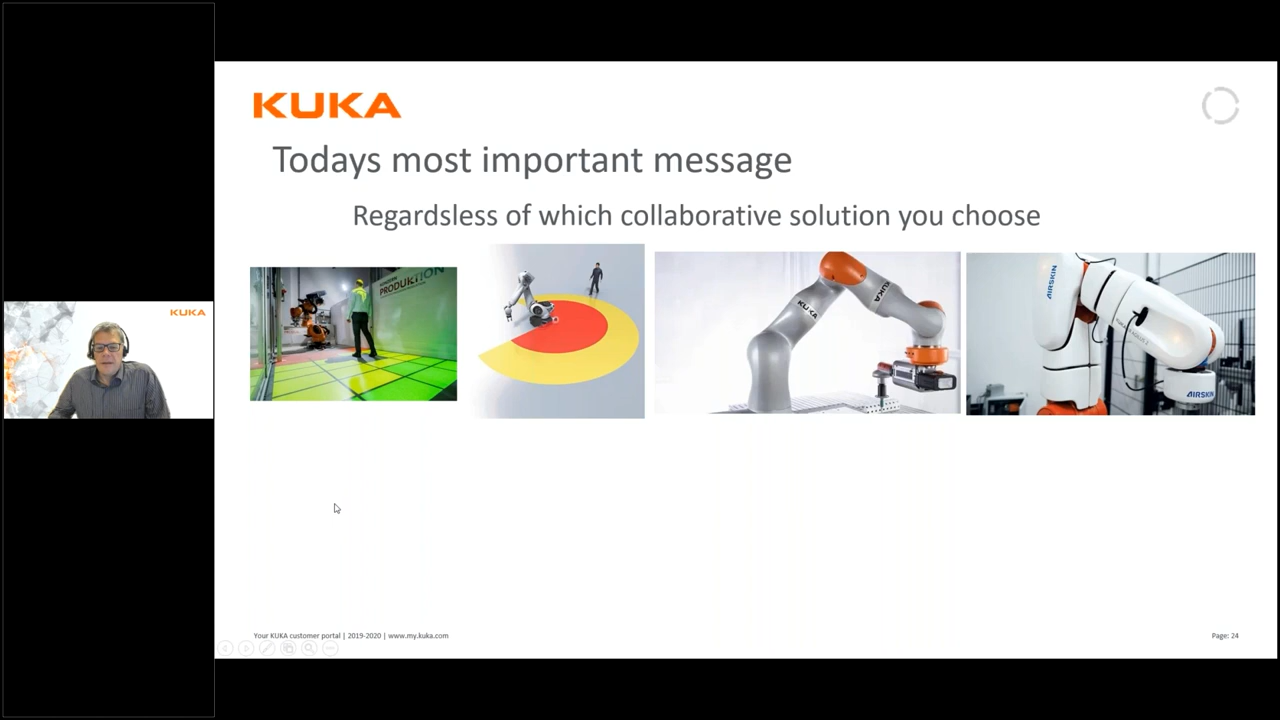 KUKA
KUKA
Todays most important message
Regardsless of which collaborative solution you choose
PRODUKTION
KUKA
KUKA
AIRSKIN
AIRSKIN
Your KUKA customer portal | 2019-2020 | www.my.kuka.com
Page: 24